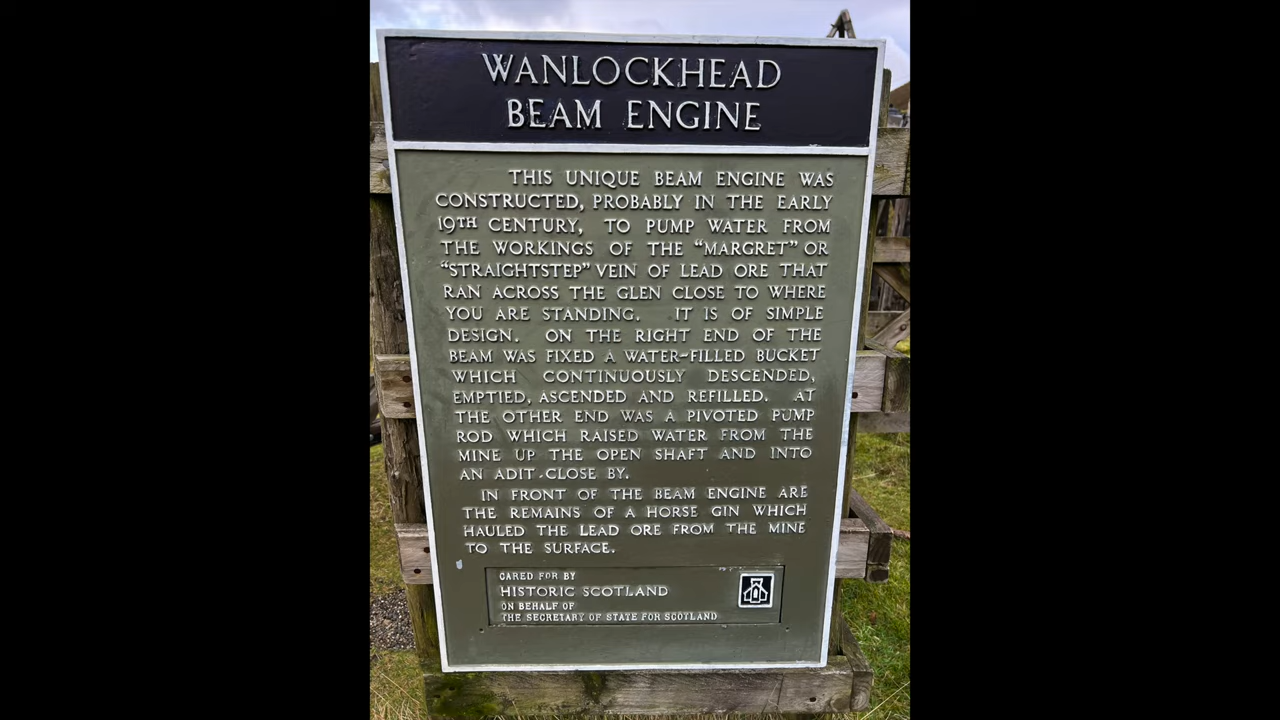 WANLOCKHEAD
BEAM ENGINE
THIS UNIQUE BEAM ENGINE WAS
CONSTRUCTED, PROBABLY IN THE EARLY
19TH CENTURY, TO PUMP WATER FROM
THE WORKINGS OF THE "MARGRET" OR
"STRAIGHTSTEP" VEIN OF LEAD ORE THAT
RAN ACROSS THE GLEN CLOSE TO WHERE
YOU ARE STANDING. IT IS OF SIMPLE
DESIGN. ON THE RIGHT END OF THE
BEAM WAS FIXED A WATER-FILLED BUCKET
WHICH CONTINUOUSLY DESCENDED,
EMPTIED, ASCENDED AND REFILLED. AT
THE OTHER END WAS A PIVOTED PUMP
ROD WHICH RAISED WATER FROM THE
MINE UP THE OPEN SHAFT AND INTO
AN ADIT-CLOSE BY.
IN FRONT OF THE BEAM ENGINE ARE
THE REMAINS OF A HORSE GIN WHICH
HAULED THE LEAD ORE FROM THE MINE
TO THE SURFACE.
CARED FOR BY
HISTORIC SCOTLAND
ON BEHALF OF
THE SECRETARY OF STATE FOR SCOTLAND